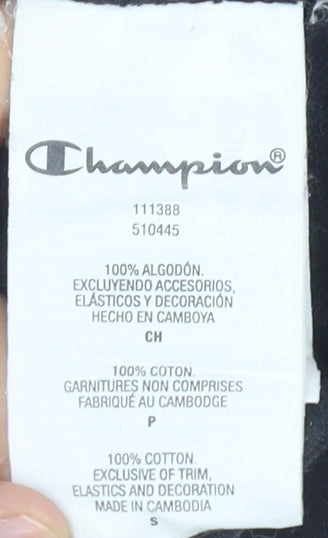 Champion®
111388
510445
100% ALGODÓN.
EXCLUYENDO ACCESORIOS,
ELÁSTICOS Y DECORACIÓN
HECHO EN CAMBOYA
CH
100% COTON.
GARNITURES NON COMPRISES
FABRIQUÉ AU CAMBODGE
P
100% COTTON.
EXCLUSIVE OF TRIM,
ELASTICS AND DECORATION
MADE IN CAMBODIA
S